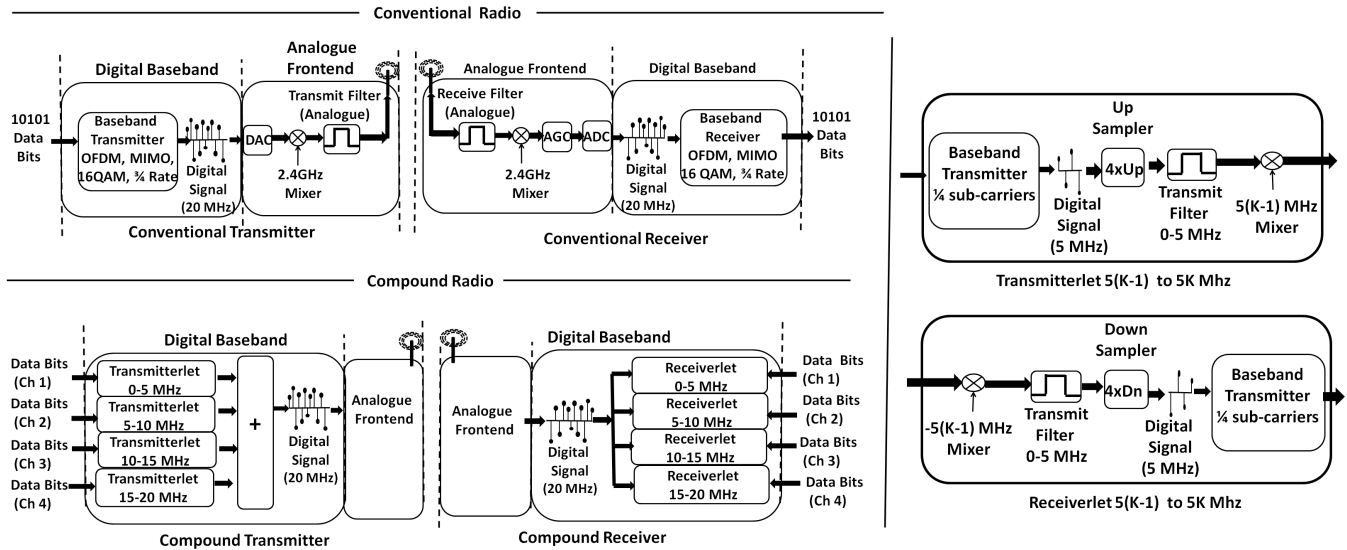 Conventional Radio
Digital Baseband
Analogue
Frontend
10101
Data
Bits
Baseband
Transmitter
OFDM, MIMO,
16QAM, ¾ Rate
Digital
Signal
(20 MHz)
DAC
2.4GHz
Mixer
Transmit Filter
(Analogue)
Conventional Transmitter
Analogue Frontend
Digital Baseband
Receive Filter
(Analogue)
2.4GHz
Mixer
AGC
ADC
Digital
Signal
(20 MHz)
Baseband
Receiver
OFDM, MIMO
16 QAM, ¾ Rate
10101
Data
Bits
Conventional Receiver
Compound Radio
Digital Baseband
Data Bits
(Ch 1)
Data Bits
(Ch 2)
Data Bits
(Ch 3)
Data Bits
(Ch 4)
Transmitterlet
0-5 MHz
Transmitterlet
5-10 MHz
Transmitterlet
10-15 MHz
Transmitterlet
15-20 MHz
+
Digital
Signal
(20 MHz)
Analogue
Frontend
Compound Transmitter
Digital Baseband
Analogue
Frontend
Digital
Signal
(20 MHz)
Receiverlet
0-5 MHz
Receiverlet
5-10 MHz
Receiverlet
10-15 MHz
Receiverlet
15-20 MHz
Data Bits
(Ch 1)
Data Bits
(Ch 2)
Data Bits
(Ch 3)
Data Bits
(Ch 4)
Compound Receiver
Up
Sampler
Baseband
Transmitter
¼ sub-carriers
Digital
Signal
(5 MHz)
4xUp
Transmit
Filter
0-5 MHz
5(K-1) MHz
Mixer
Transmitterlet 5(K-1) to 5K Mhz
Down
Sampler
-5(K-1) MHz
Mixer
Transmit
Filter
0-5 MHz
4xDn
Digital
Signal
(5 MHz)
Baseband
Transmitter
¼ sub-carriers
Receiverlet 5(K-1) to 5K Mhz